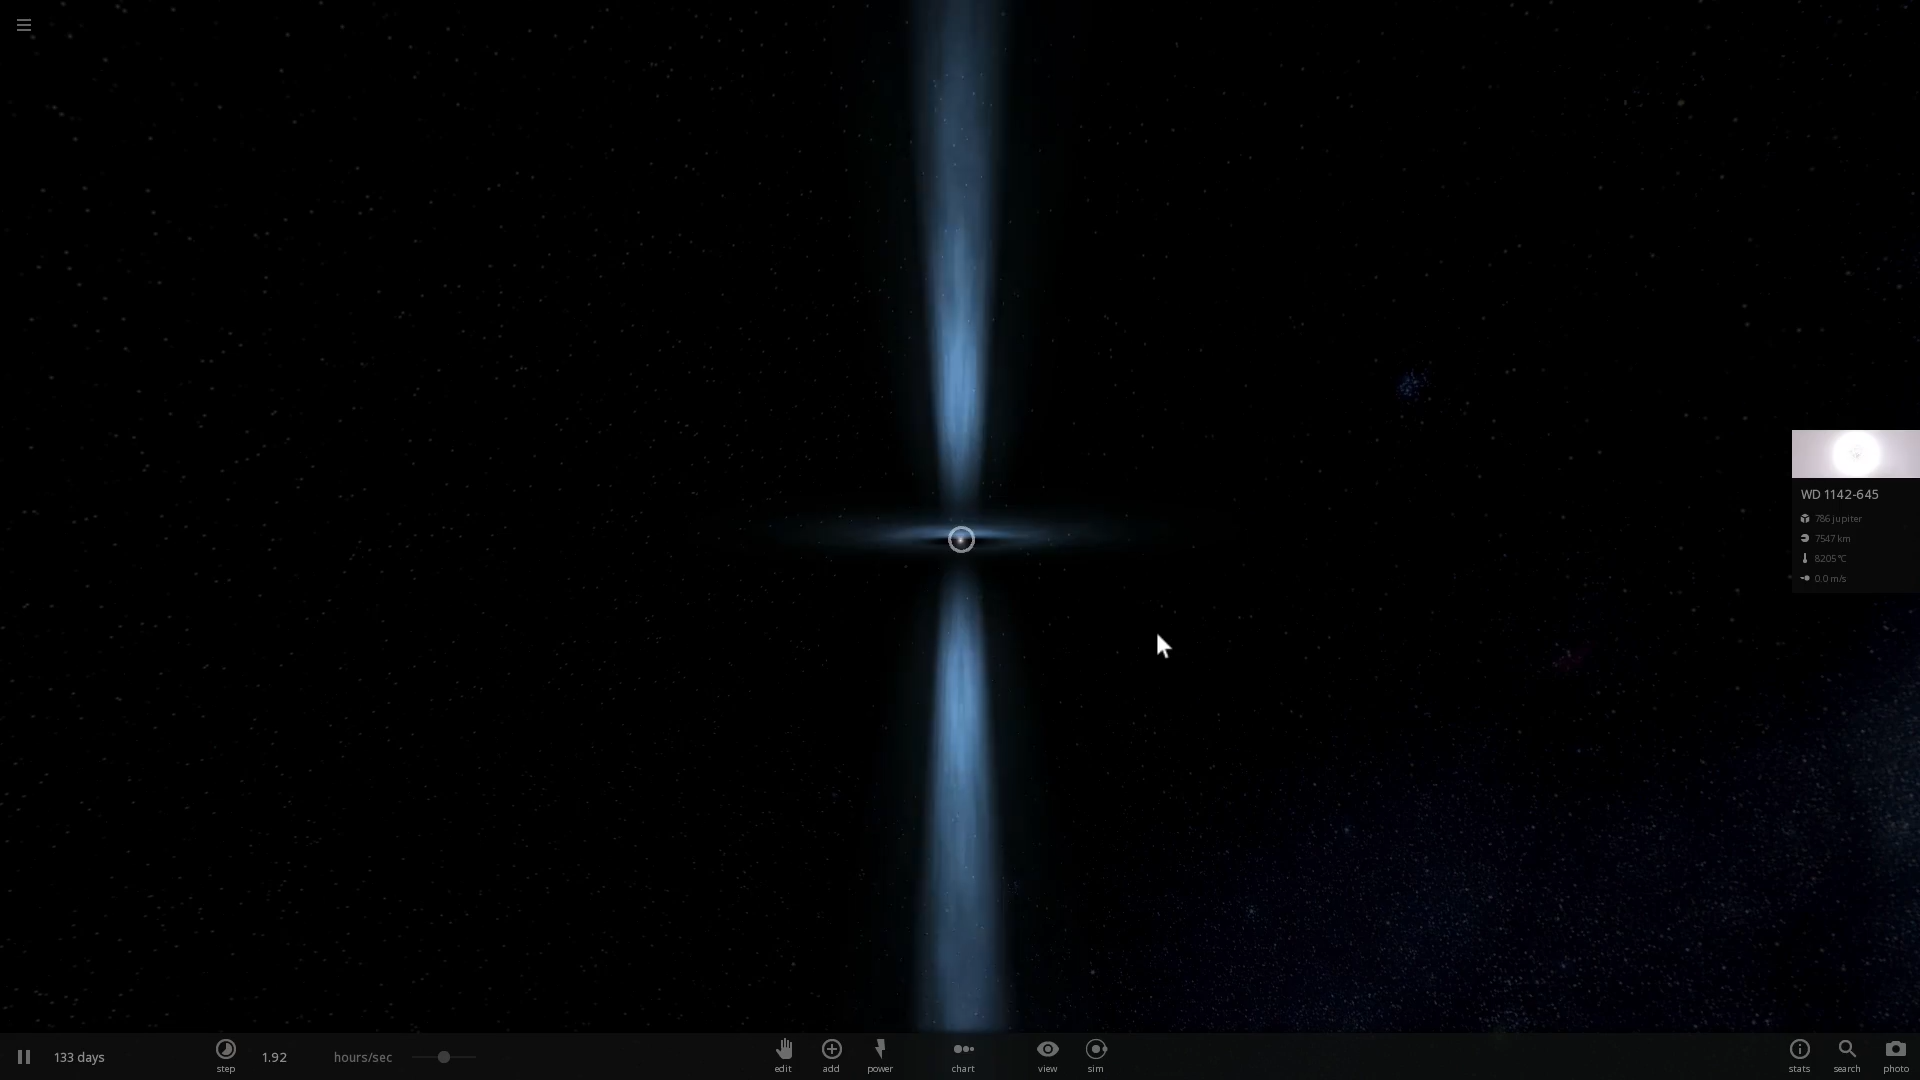 WD 1142-645
786 jupiter
7547 km
8205 °C
0.0 m/s
133 days
step
1.92
hours/sec
edit
add
power
chart
view
sim
stats
search
photo